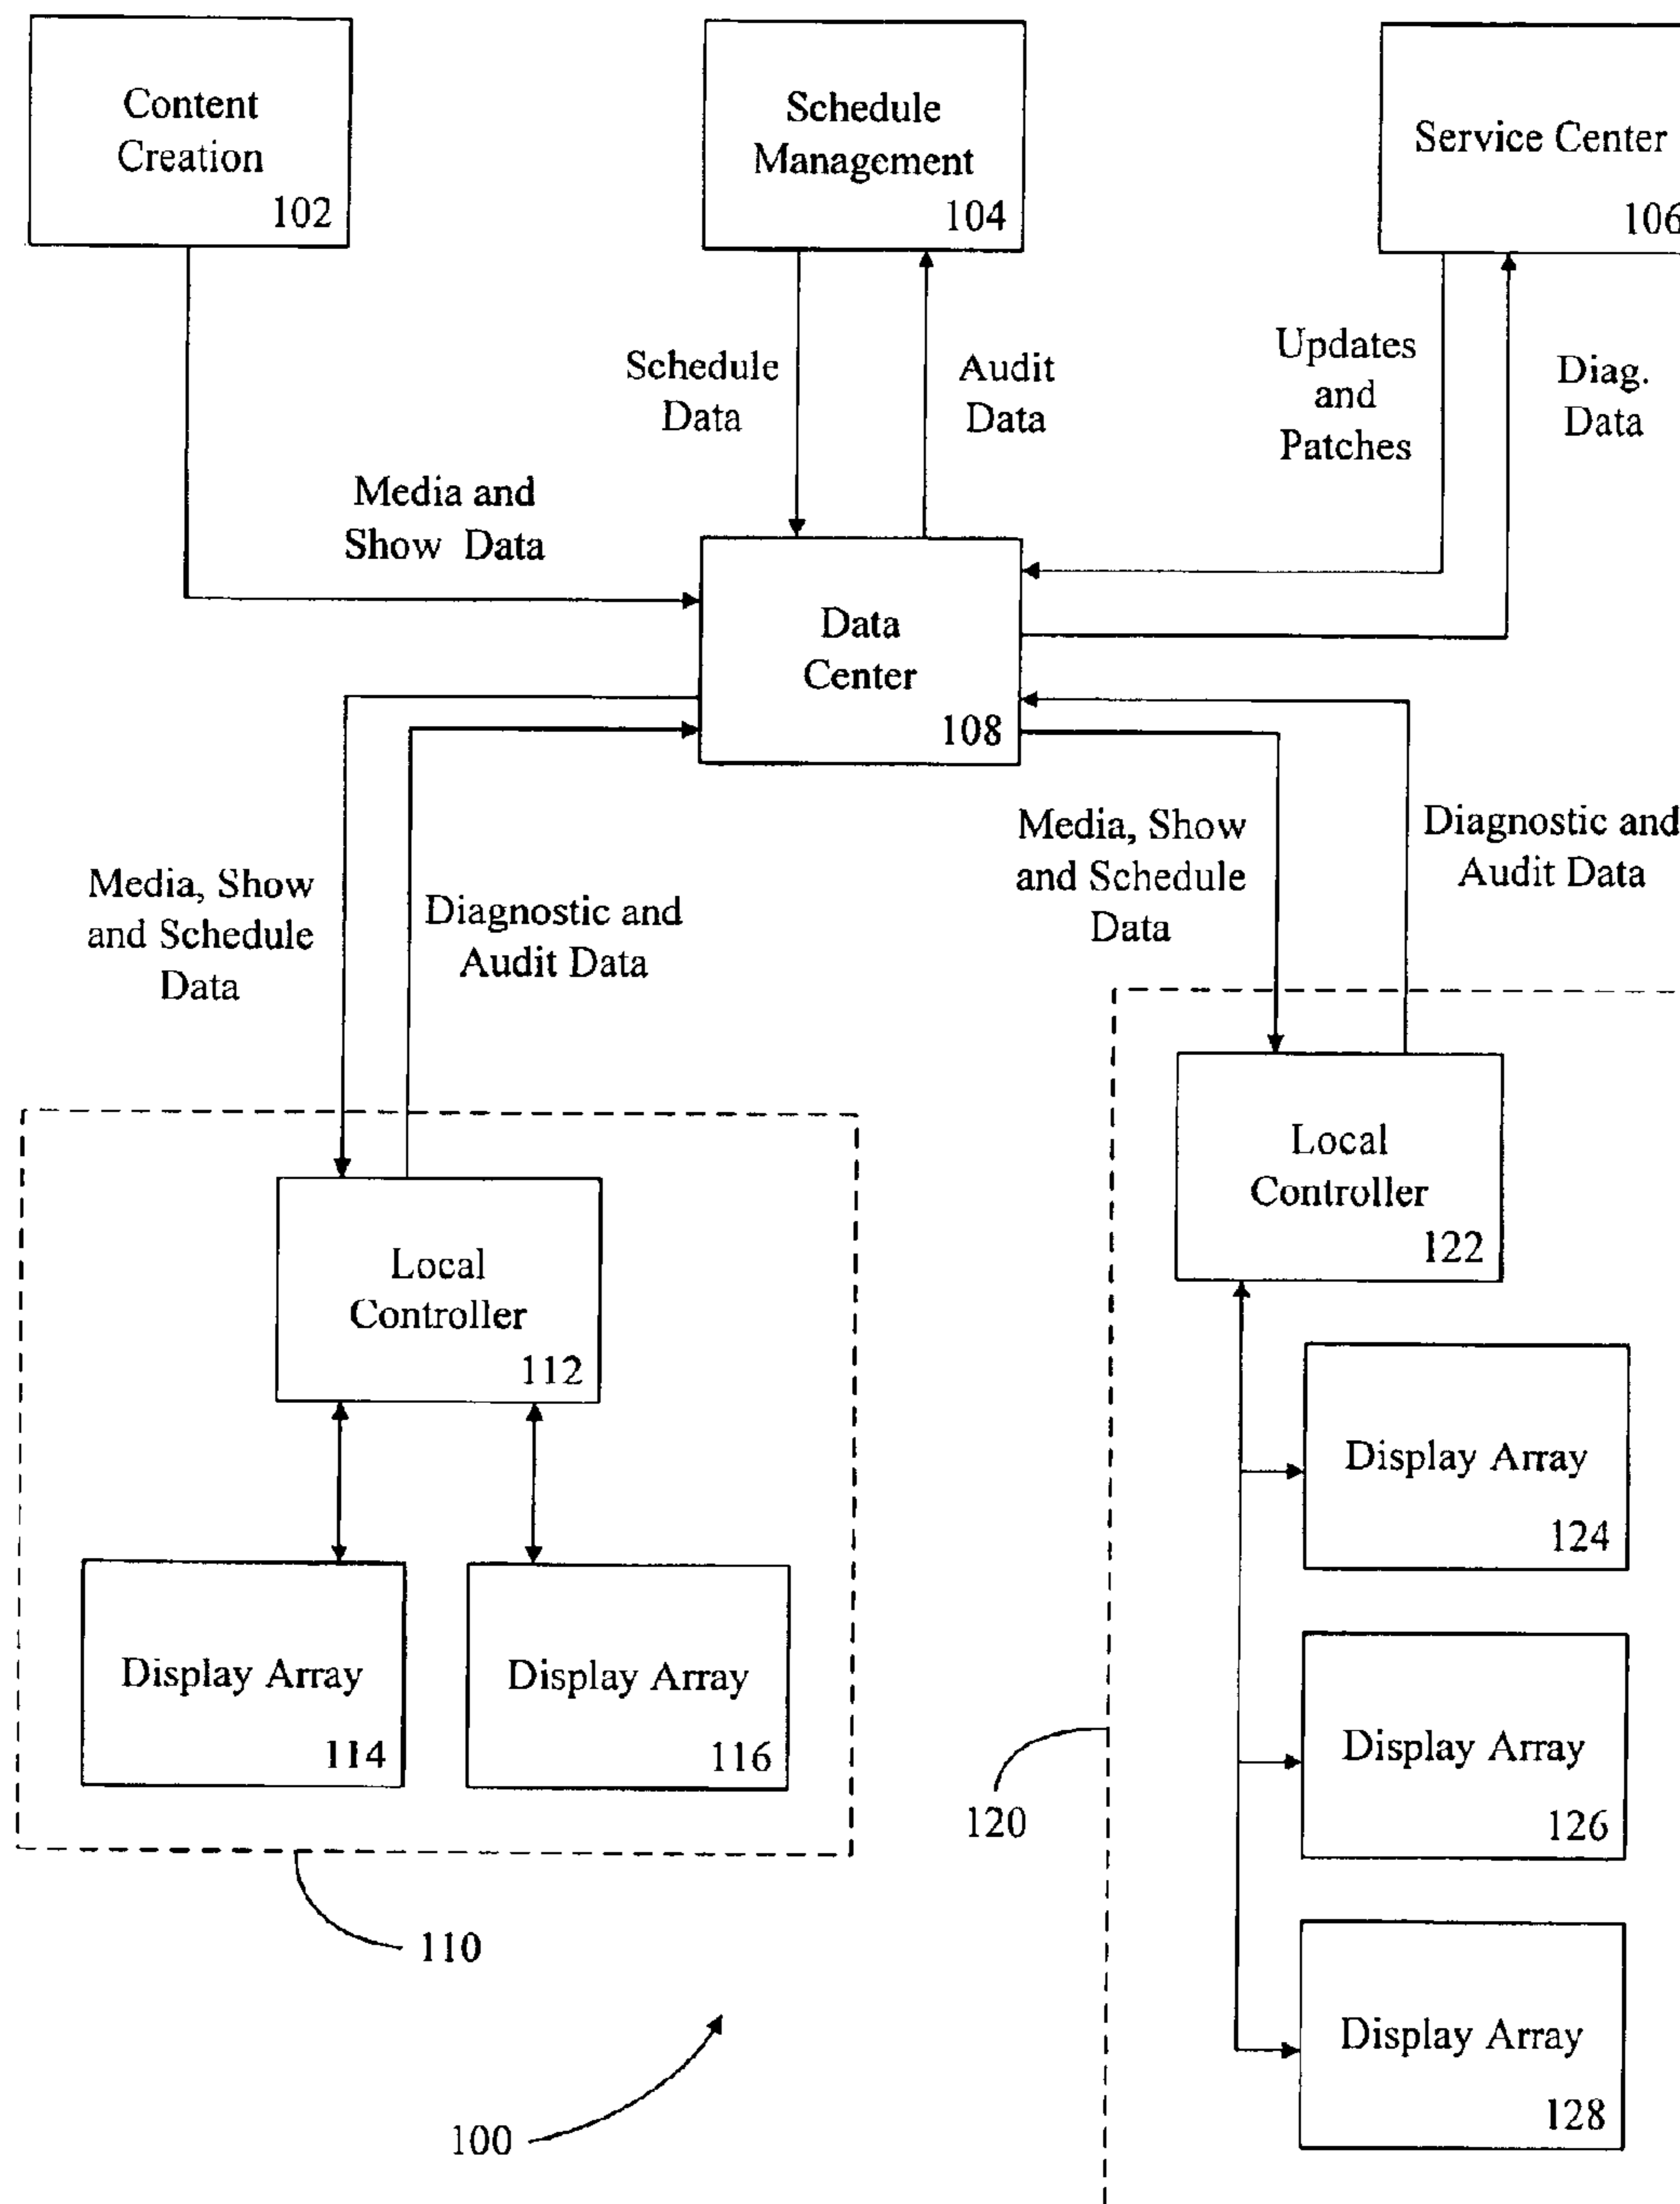 Content
Creation
102
Schedule
Management
104
Service Center
106
Schedule
Data
Audit
Data
Updates
and
Patches
Diag.
Data
Media and
Show Data
Data
Center
108
Media, Show
and Schedule
Data
Diagnostic and
Audit Data
Media, Show
and Schedule
Data
Diagnostic and
Audit Data
Local
Controller
112
Display Array
114
Display Array
116
110
Local
Controller
122
Display Array
124
Display Array
126
Display Array
128
120
100